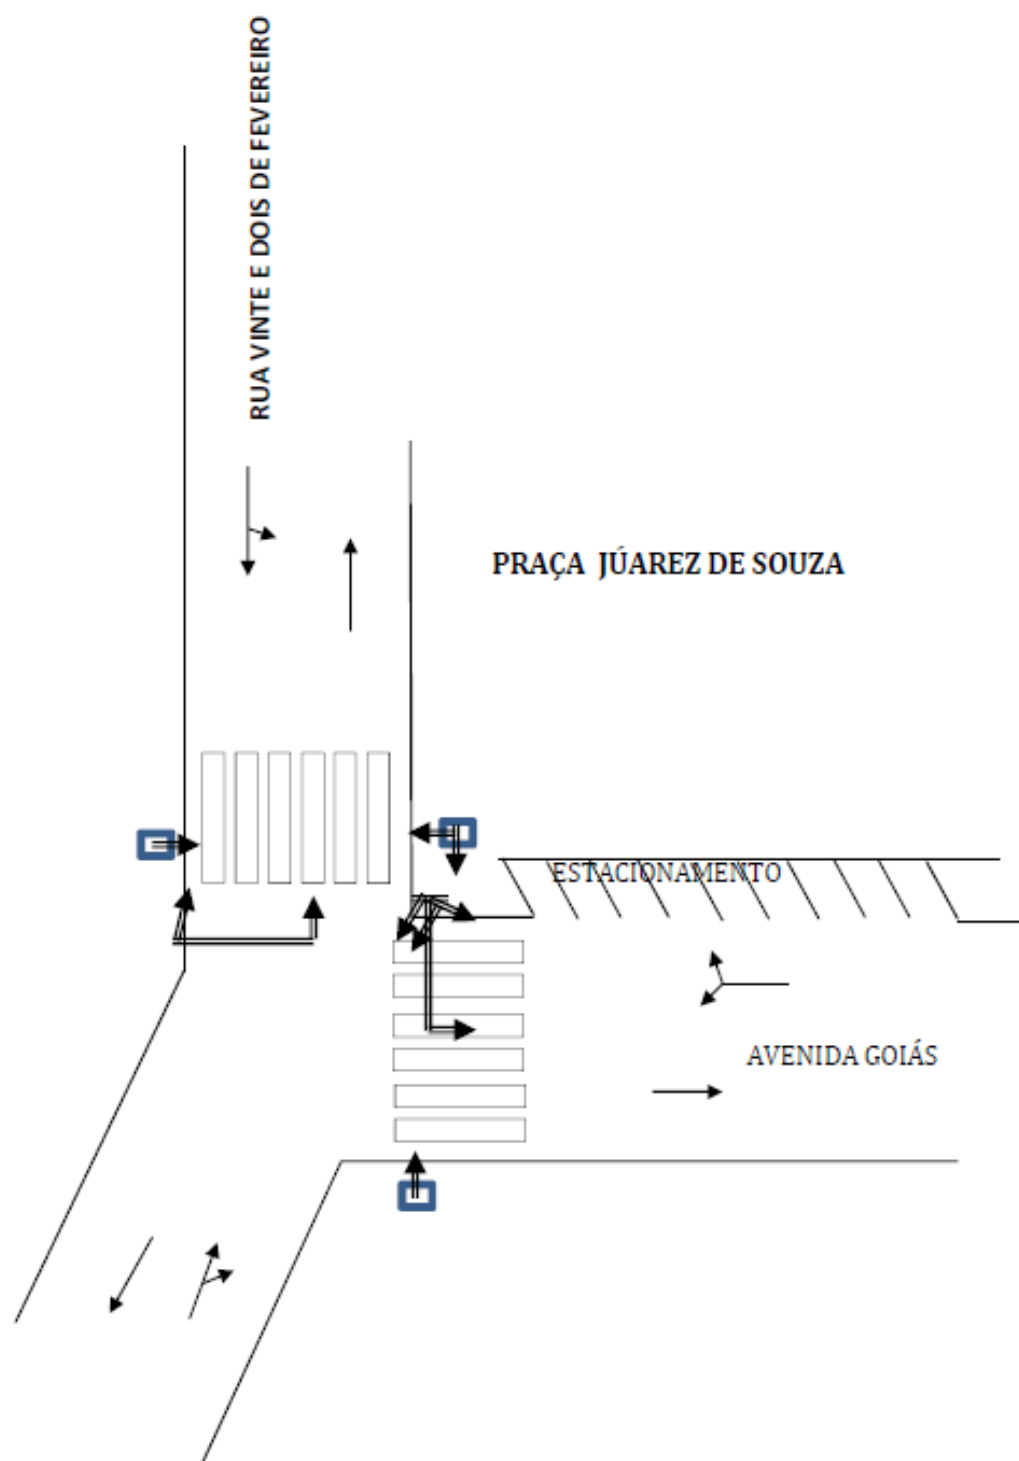 RUA VINTE E DOIS DE FEVEREIRO
PRAÇA JÚAREZ DE SOUZA
ESTACIONAMENTO
AVENIDA GOIÁS